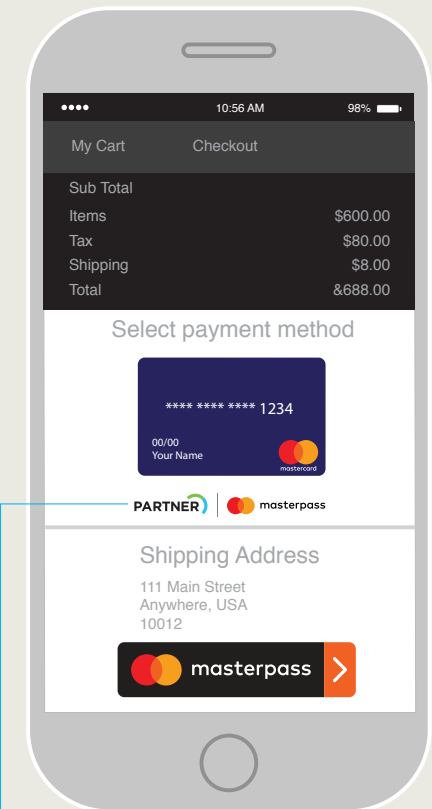 10:56 AM 98%
My Cart Checkout
Sub Total
Items $600.00
Tax $80.00
Shipping $8.00
Total &688.00
Select payment method
**** **** **** 1234
00/00
Your Name
mastercard
PARTNER masterpass
Shipping Address
111 Main Street
Anywhere, USA
10012
masterpass